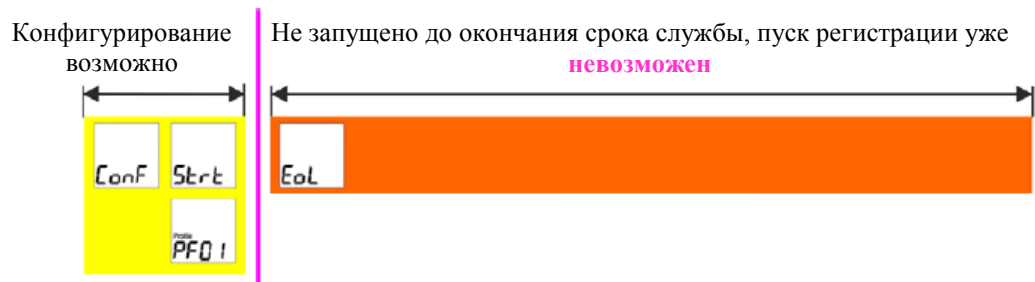 Конфигурирование
возможно
Не запущено до окончания срока службы, пуск регистрации уже
невозможен
ConF
Strt
EoL
Profile
PF01